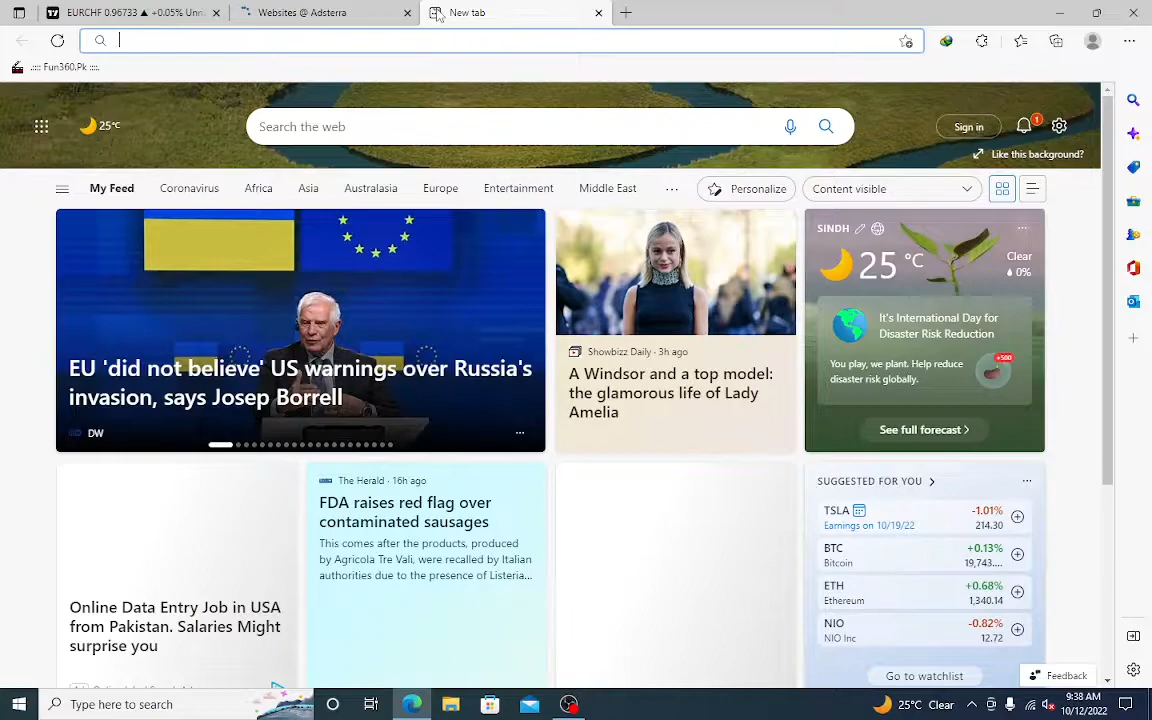 EURCHF 0.96733 ▲ +0.05% Unn
Websites @ Adsterra
New tab
.:::: Fun360.Pk ::::.
25°C
Search the web
Sign in
1
Like this background?
My Feed
Coronavirus
Africa
Asia
Australasia
Europe
Entertainment
Middle East
...
Personalize
Content visible
EU 'did not believe' US warnings over Russia's
invasion, says Josep Borrell
DW
Showbizz Daily · 3h ago
A Windsor and a top model:
the glamorous life of Lady
Amelia
SINDH
25 °C
Clear
0%
It's International Day for
Disaster Risk Reduction
You play, we plant. Help reduce
disaster risk globally.
+500
See full forecast
Online Data Entry Job in USA
from Pakistan. Salaries Might
surprise you
The Herald · 16h ago
FDA raises red flag over
contaminated sausages
This comes after the products, produced
by Agricola Tre Vali, were recalled by Italian
authorities due to the presence of Listeria...
SUGGESTED FOR YOU
TSLA
-1.01%
Earnings on 10/19/22
214.30
BTC
+0.13%
Bitcoin
19,743....
ETH
+0.68%
Ethereum
1,340.14
NIO
-0.82%
NIO Inc
12.72
Go to watchlist
Feedback
Type here to search
25°C Clear
9:38 AM
10/12/2022